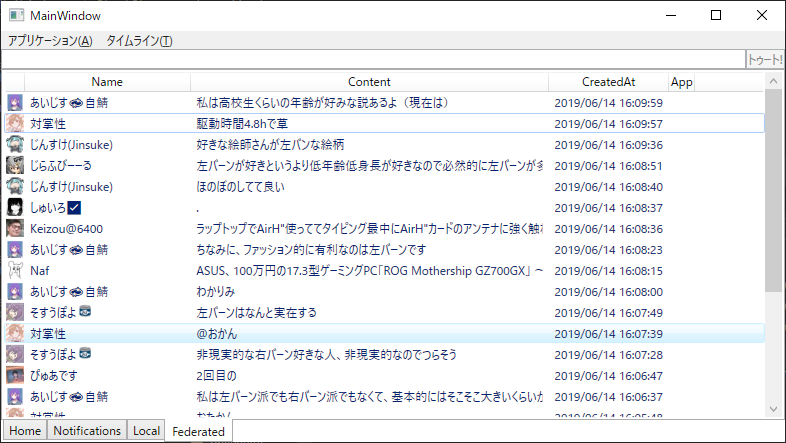 MainWindow
アプリケーション(A) タイムライン(T)
トゥート!
Name Content CreatedAt App
あいじす 自鯖 私は高校生くらいの年齢が好みな説あるよ（現在は） 2019/06/14 16:09:59
対掌性 駆動時間4.8hで草 2019/06/14 16:09:57
じんすけ(Jinsuke) 好きな絵師さんが左パンな絵柄 2019/06/14 16:09:36
じらふびーーる 左パーンが好きというより低年齢低身長が好きなので必然的に左パーンが多 2019/06/14 16:08:51
じんすけ(Jinsuke) ほのぼのしてて良い 2019/06/14 16:08:40
しゅいろ . 2019/06/14 16:08:37
Keizou@6400 ラップトップでAirH"使っててタイピング最中にAirH"カードのアンテナに強く触れ 2019/06/14 16:08:36
あいじす 自鯖 ちなみに、ファッション的に有利なのは左パーンです 2019/06/14 16:08:23
Naf ASUS、100万円の17.3型ゲーミングPC「ROG Mothership GZ700GX」 ～ 2019/06/14 16:08:15
あいじす 自鯖 わかりみ 2019/06/14 16:08:00
そすうぽよ 左パーンはなんと実在する 2019/06/14 16:07:49
対掌性 @おかん 2019/06/14 16:07:39
そすうぽよ 非現実的な右パーン好きな人、非現実的なのでつらそう 2019/06/14 16:07:28
ぴゅあです 2回目の 2019/06/14 16:06:47
あいじす 自鯖 私は左パーン派でも右パーン派でもなくて、基本的にはそこそこ大きいくらいが 2019/06/14 16:06:37
対掌性 おたかん 2019/06/14 16:05:48
Home Notifications Local Federated